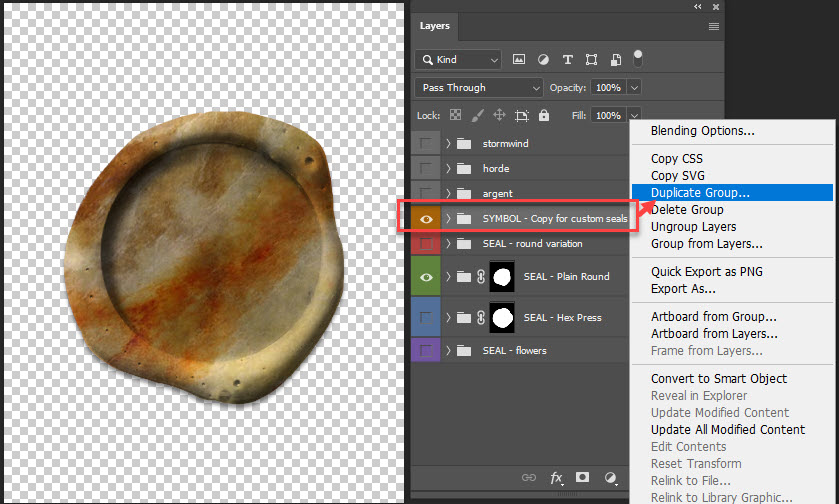 Layers
Kind
Pass Through Opacity: 100%
Lock: Fill: 100%
stormwind
horde
argent
SYMBOL - Copy for custom seals
SEAL - round variation
SEAL - Plain Round
SEAL - Hex Press
SEAL - flowers
fx
Blending Options...
Copy CSS
Copy SVG
Duplicate Group...
Delete Group
Ungroup Layers
Group from Layers...
Quick Export as PNG
Export As...
Artboard from Group...
Artboard from Layers...
Frame from Layers...
Convert to Smart Object
Reveal in Explorer
Update Modified Content
Update All Modified Content
Edit Contents
Reset Transform
Relink to File...
Relink to Library Graphic...